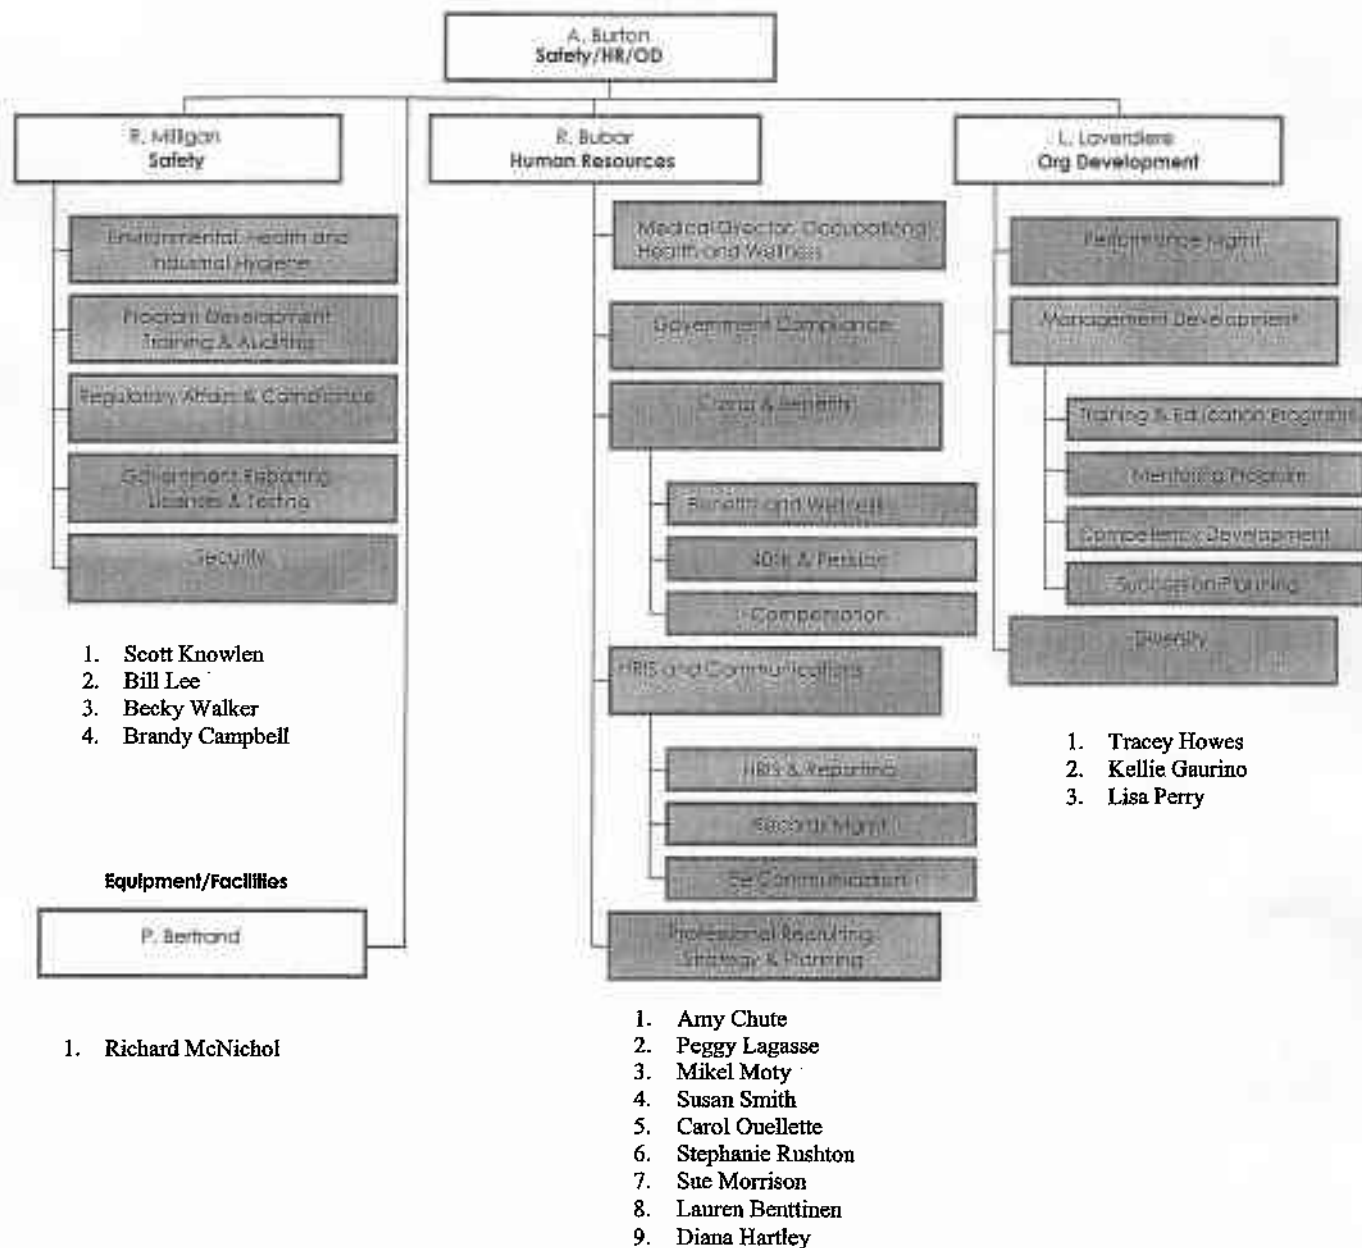 A. Burton
Safety/HR/OD
R. Milligan
Safety
R. Bubar
Human Resources
L. Laverdiere
Org Development
Environmental, Health and
Industrial Hygiene
Program Development
Training & Auditing
Regulatory Affairs & Compliance
Government Reporting
Licenses & Testing
Security
1. Scott Knowlen
2. Bill Lee
3. Becky Walker
4. Brandy Campbell
Equipment/Facilities
P. Bertrand
1. Richard McNichol
Medical Director, Occupational
Health and Wellness
Government Compliance
& Benefits
Benefits and Wellness
401K & Pension
Compensation
HRIS and Communications
HRIS & Reporting
Records Mgmt
Ee Communication
Professional Recruiting
Strategy & Planning
1. Amy Chute
2. Peggy Lagasse
3. Mikel Moty
4. Susan Smith
5. Carol Ouellette
6. Stephanie Rushton
7. Sue Morrison
8. Lauren Benttinen
9. Diana Hartley
Performance Mgmt
Management Development
Training & Education Programs
Mentoring Program
Competency Development
Succession Planning
Diversity
1. Tracey Howes
2. Kellie Gaurino
3. Lisa Perry